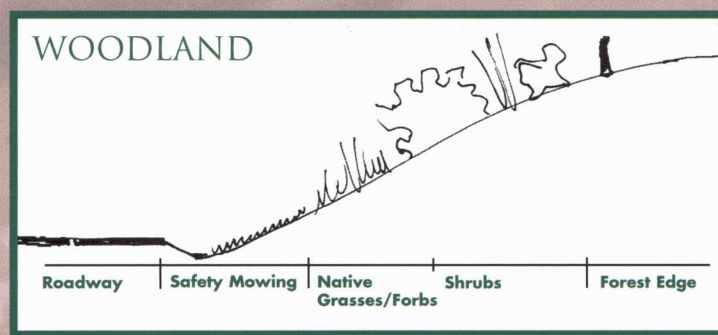 WOODLAND
Roadway
Safety Mowing
Native
Grasses/Forbs
Shrubs
Forest Edge